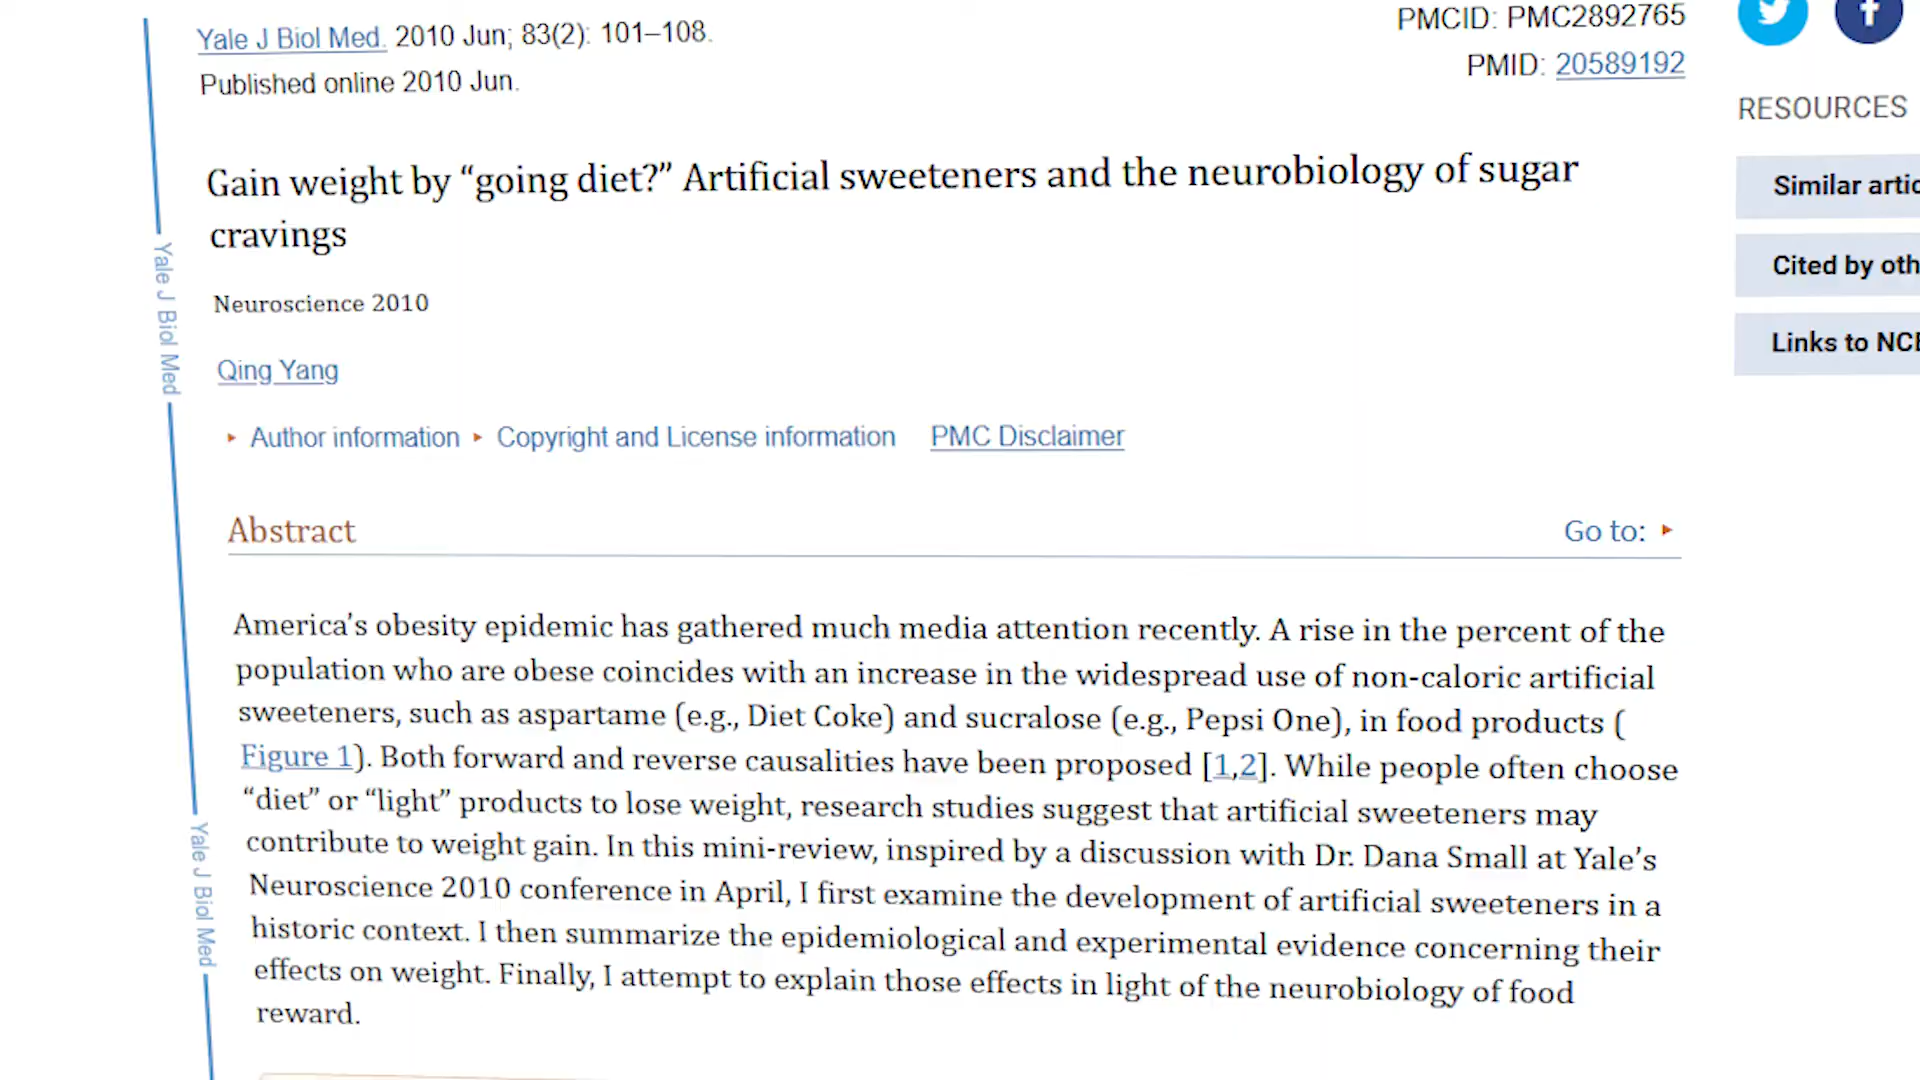 Yale J Biol Med. 2010 Jun; 83(2): 101–108.
Published online 2010 Jun.
PMCID: PMC2892765
PMID: 20589192
Gain weight by “going diet?” Artificial sweeteners and the neurobiology of sugar
cravings
Neuroscience 2010
Qing Yang
Author information
Copyright and License information
PMC Disclaimer
Abstract
Go to:
America’s obesity epidemic has gathered much media attention recently. A rise in the percent of the
population who are obese coincides with an increase in the widespread use of non-caloric artificial
sweeteners, such as aspartame (e.g., Diet Coke) and sucralose (e.g., Pepsi One), in food products (
Figure 1). Both forward and reverse causalities have been proposed [1,2]. While people often choose
“diet” or “light” products to lose weight, research studies suggest that artificial sweeteners may
contribute to weight gain. In this mini-review, inspired by a discussion with Dr. Dana Small at Yale’s
Neuroscience 2010 conference in April, I first examine the development of artificial sweeteners in a
historic context. I then summarize the epidemiological and experimental evidence concerning their
effects on weight. Finally, I attempt to explain those effects in light of the neurobiology of food
reward.
Yale J Biol Med
Yale J Biol Med
RESOURCES
Similar artic
Cited by oth
Links to NCB